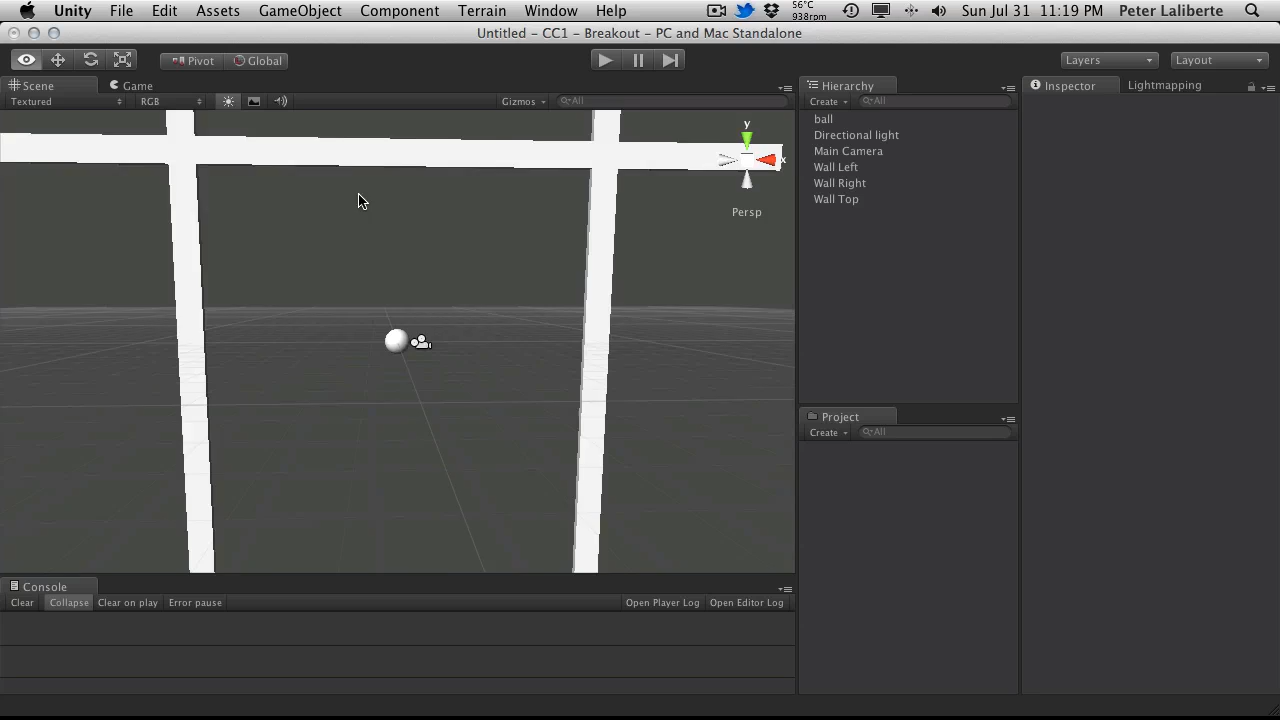 Unity File Edit Assets GameObject Component Terrain Window Help 56°C 938rpm Sun Jul 31 11:19 PM Peter Laliberte
Untitled – CC1 – Breakout – PC and Mac Standalone
Pivot Global Layers Layout
Scene Game Hierarchy Inspector Lightmapping
Textured RGB Gizmos All Create All
ball
Directional light
Main Camera
Wall Left
Wall Right
Wall Top
y
x
Persp
Project
Create All
Console
Clear Collapse Clear on play Error pause Open Player Log Open Editor Log